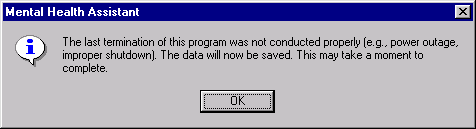 Mental Health Assistant
The last termination of this program was not conducted properly (e.g., power outage,
improper shutdown). The data will now be saved. This may take a moment to
complete.
OK